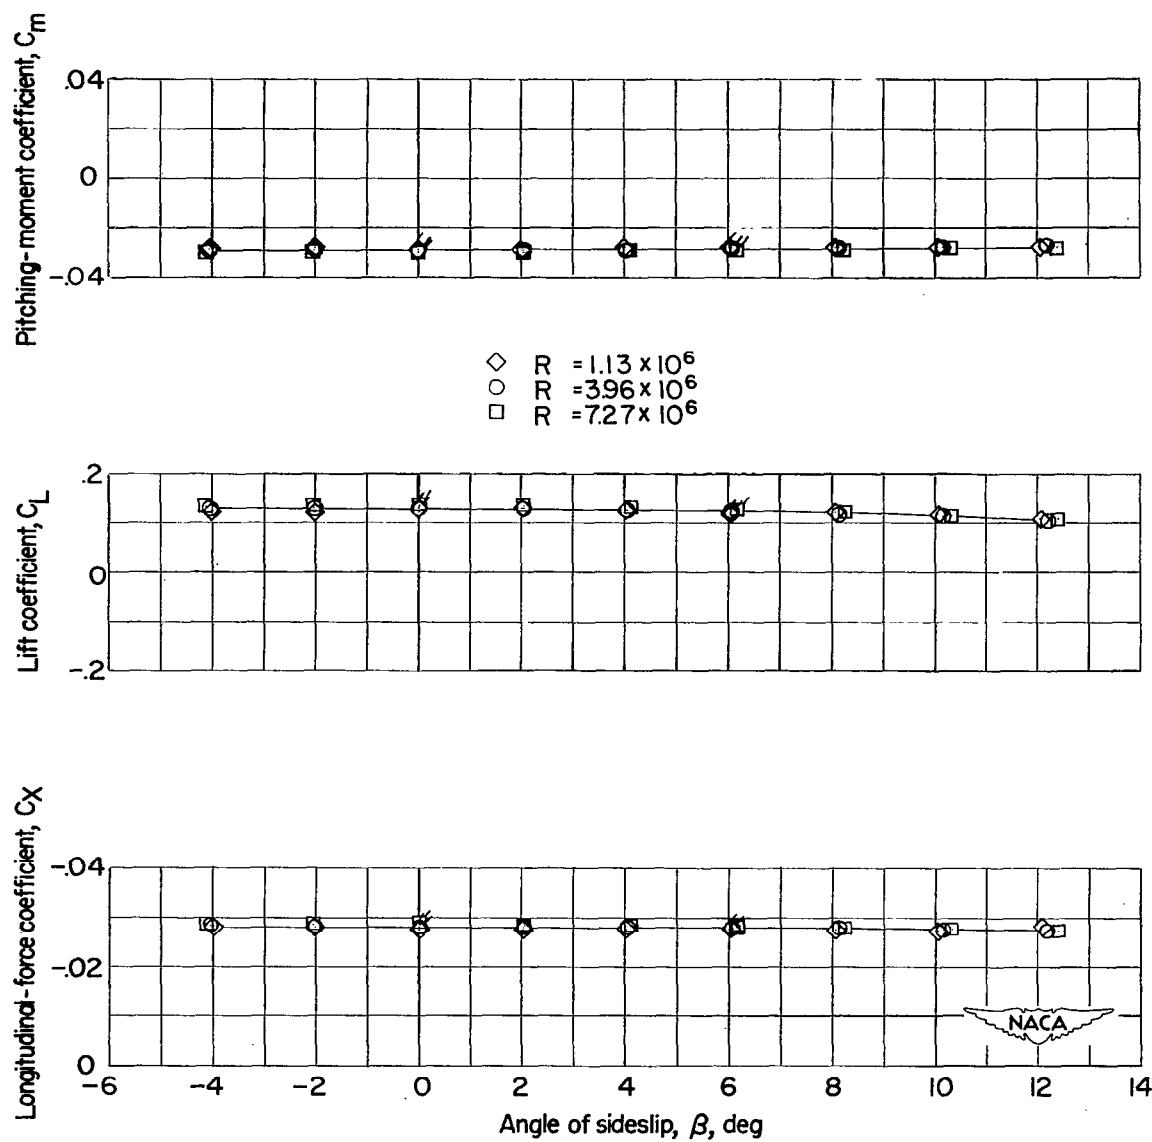 Pitching-moment coefficient, Cm
.04
0
-.04
◇ R =1.13 x 10⁶
○ R =3.96 x 10⁶
□ R =7.27 x 10⁶
Lift coefficient, CL
.2
0
-.2
Longitudinal-force coefficient, CX
-.04
-.02
0
-6 -4 -2 0 2 4 6 8 10 12 14
Angle of sideslip, β, deg
NACA